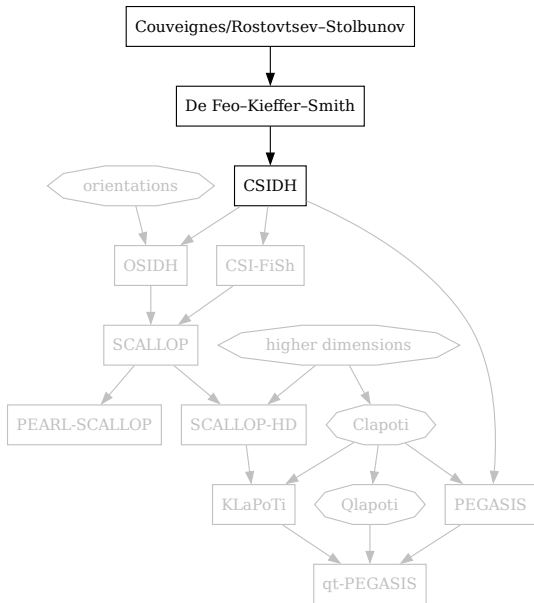 Couveignes/Rostovtsev–Stolbunov
De Feo–Kieffer–Smith
orientations
CSIDH
OSIDH
CSI-FiSh
SCALLOP
higher dimensions
PEARL-SCALLOP
SCALLOP-HD
Clapoti
KLaPoTi
Qlapoti
PEGASIS
qt-PEGASIS